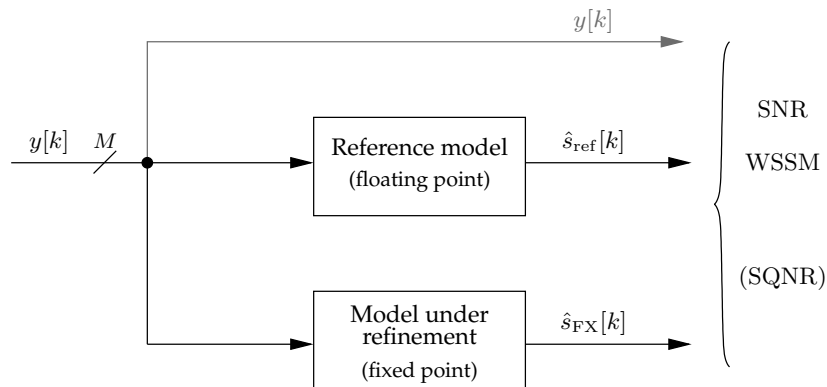 y[k]
SNR
y[k] M
Reference model
(floating point)
ŝ_ref[k]
WSSM
(SQNR)
Model under
refinement
(fixed point)
ŝ_FX[k]